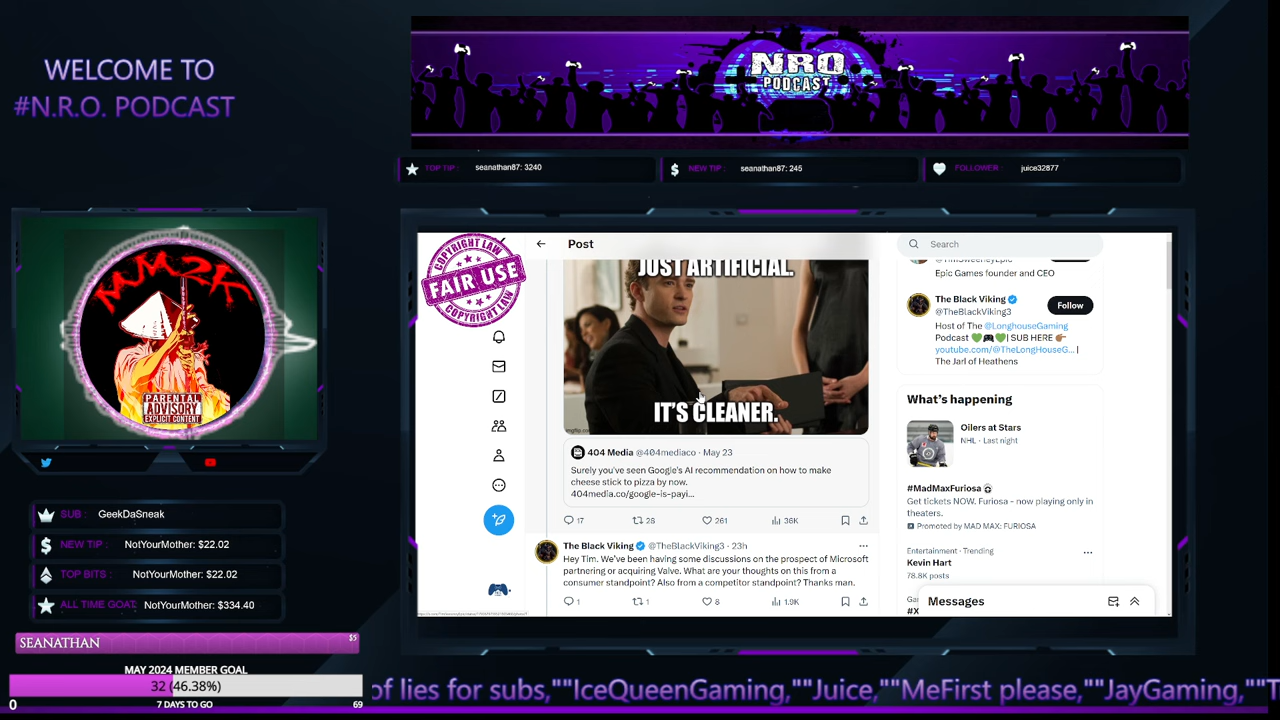 WELCOME TO
#N.R.O. PODCAST
NRO
PODCAST
TOP TIP : seanathan87: 3240
NEW TIP : seanathan87: 245
FOLLOWER : juice32877
MM2K
PARENTAL
ADVISORY
EXPLICIT CONTENT
SUB : GeekDaSneak
NEW TIP : NotYourMother: $22.02
TOP BITS : NotYourMother: $22.02
ALL TIME GOAT: NotYourMother: $334.40
SEANATHAN $5
MAY 2024 MEMBER GOAL
32 (46.38%)
0 7 DAYS TO GO 69
COPYRIGHT LAW
FAIR USE
COPYRIGHT LAW
Post
JUST ARTIFICIAL.
IT'S CLEANER.
imgflip.com
404 Media @404mediaco · May 23
Surely you've seen Google's AI recommendation on how to make
cheese stick to pizza by now.
404media.co/google-is-payi...
17 28 261 36K
The Black Viking @TheBlackViking3 · 23h
Hey Tim. We've been having some discussions on the prospect of Microsoft
partnering or acquiring Valve. What are your thoughts on this from a
consumer standpoint? Also from a competitor standpoint? Thanks man.
1 1 8 1.9K
Search
@TimSweeneyEpic
Epic Games founder and CEO
The Black Viking
@TheBlackViking3
Follow
Host of The @LonghouseGaming
Podcast | SUB HERE
youtube.com/@TheLongHouseG... |
The Jarl of Heathens
What's happening
Oilers at Stars
NHL · Last night
#MadMaxFuriosa
Get tickets NOW. Furiosa - now playing only in
theaters.
Promoted by MAD MAX: FURIOSA
Entertainment · Trending
Kevin Hart
78.8K posts
Messages
of lies for subs,""IceQueenGaming,""Juice,""MeFirst please,""JayGaming,""T